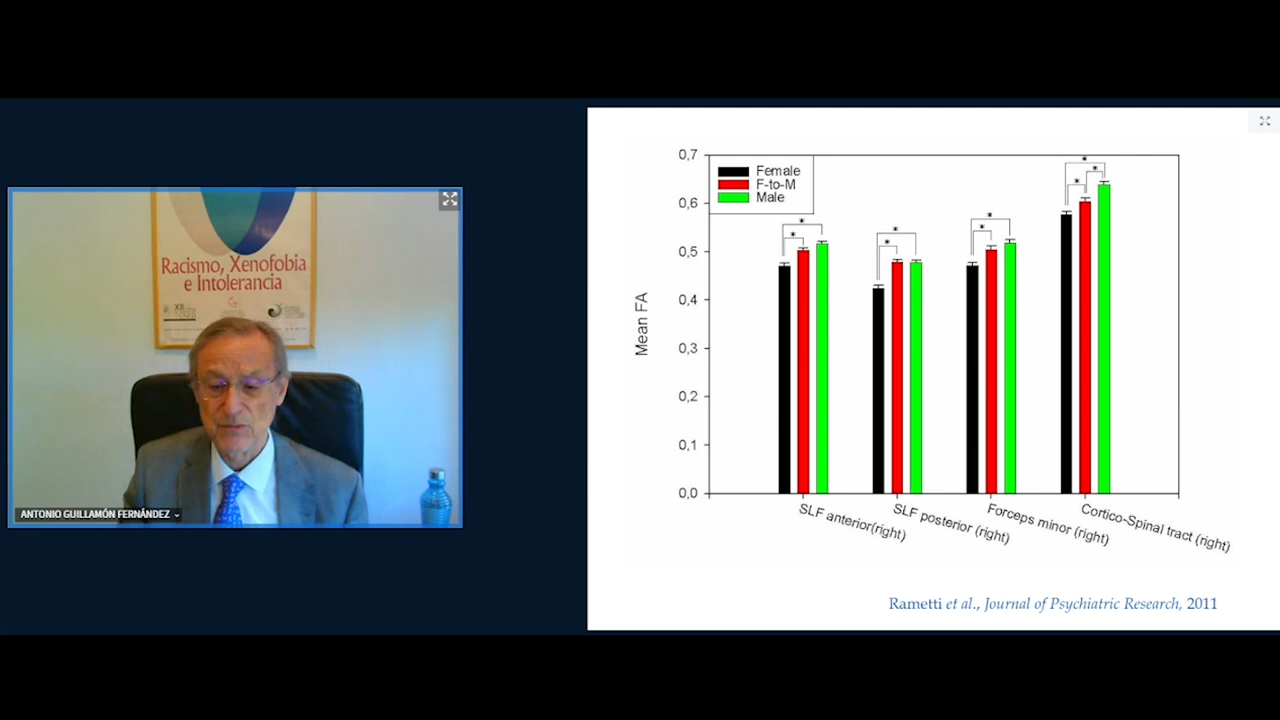 Racismo, Xenofobia
e Intolerancia
XII
ANTONIO GUILLAMÓN FERNÁNDEZ
0,7
0,6
0,5
0,4
0,3
0,2
0,1
0,0
Mean FA
Female
F-to-M
Male
* * * * * * * * *
SLF anterior(right)
SLF posterior (right)
Forceps minor (right)
Cortico-Spinal tract (right)
Rametti et al., Journal of Psychiatric Research, 2011